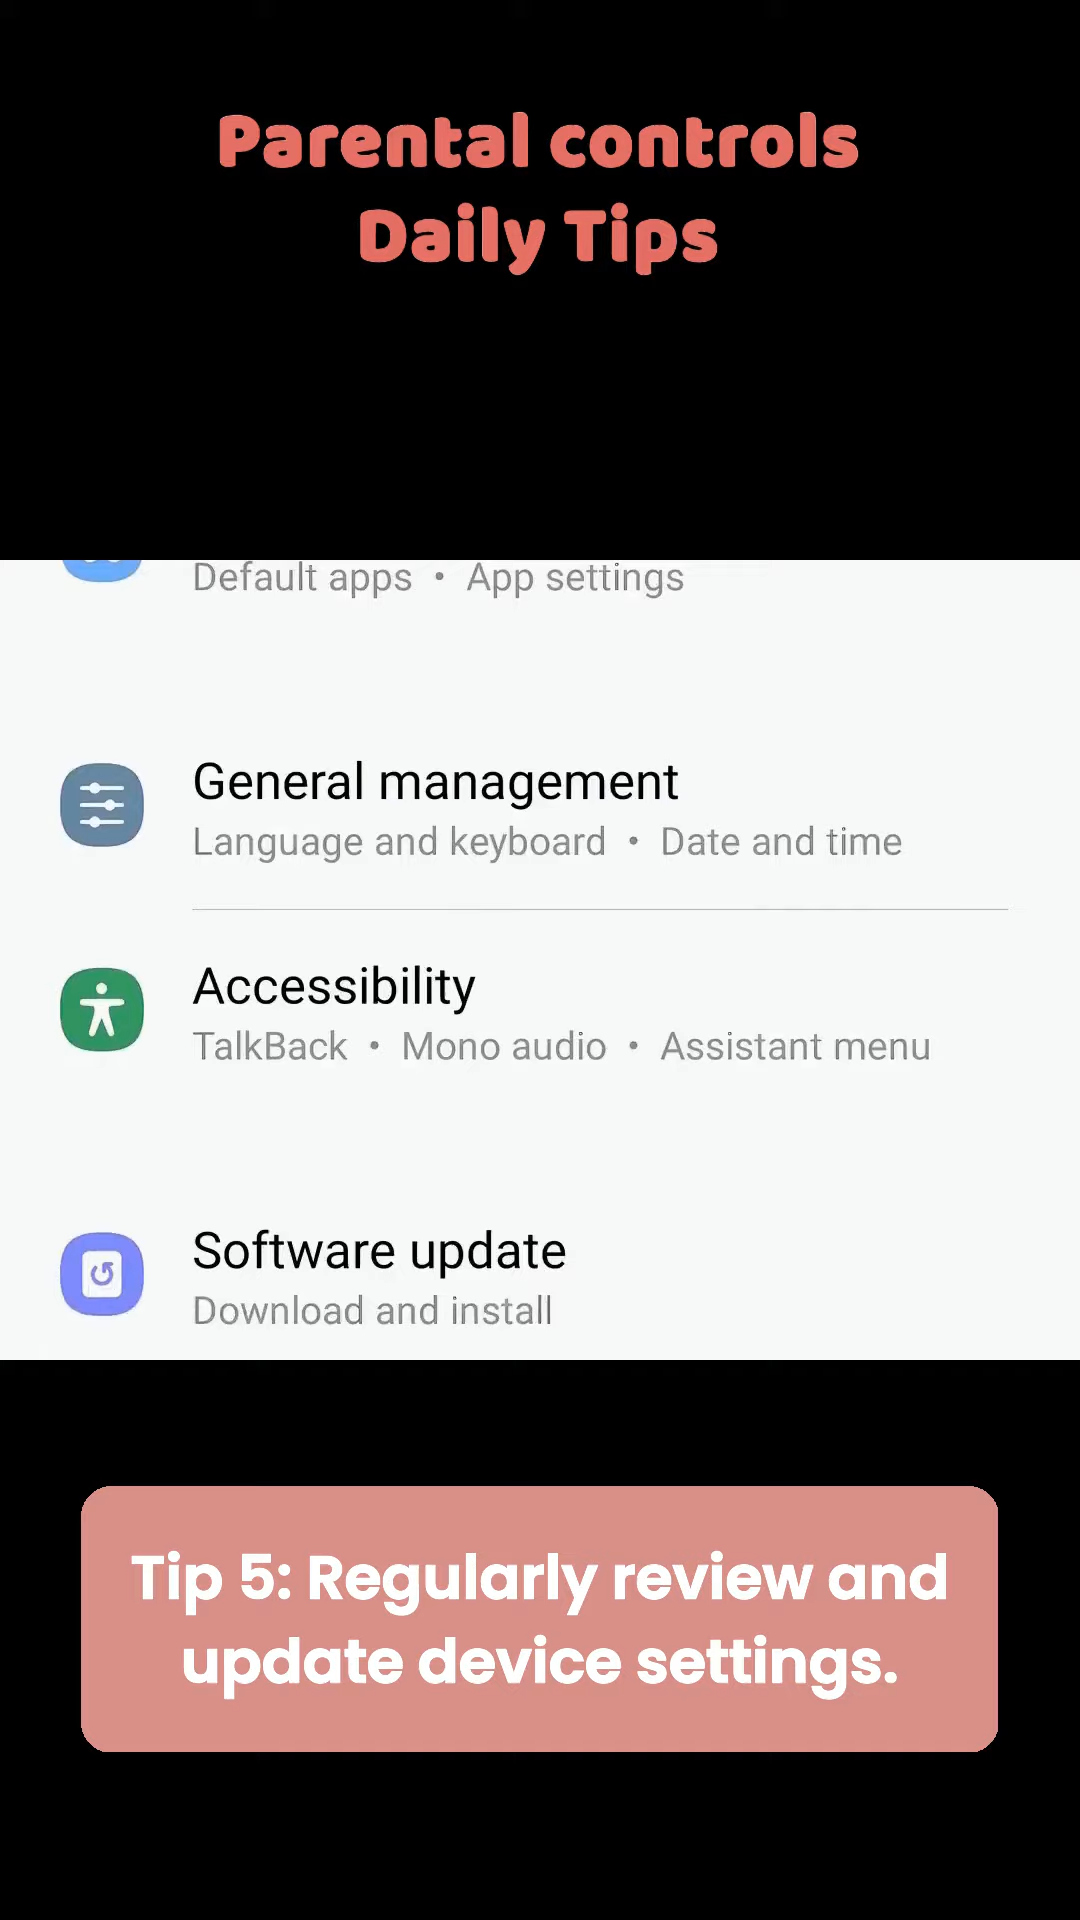 Parental controls
Daily Tips
Default apps • App settings
General management
Language and keyboard • Date and time
Accessibility
TalkBack • Mono audio • Assistant menu
Software update
Download and install
Tip 5: Regularly review and
update device settings.